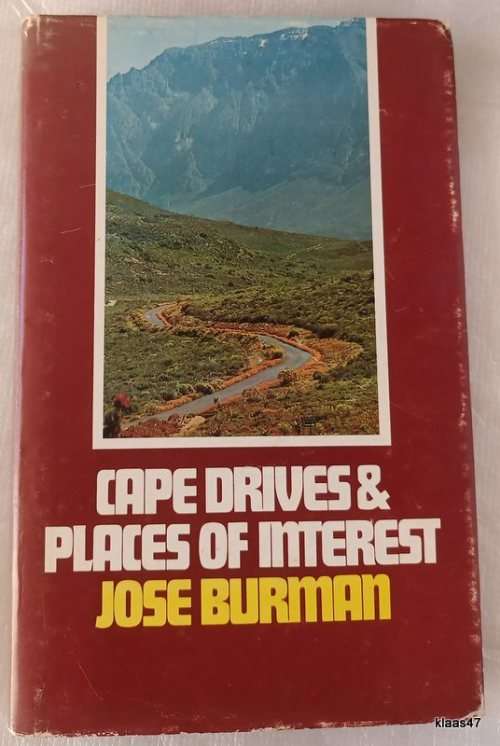 CAPE DRIVES &
PLACES OF INTEREST
JOSE BURMAN
klaas47